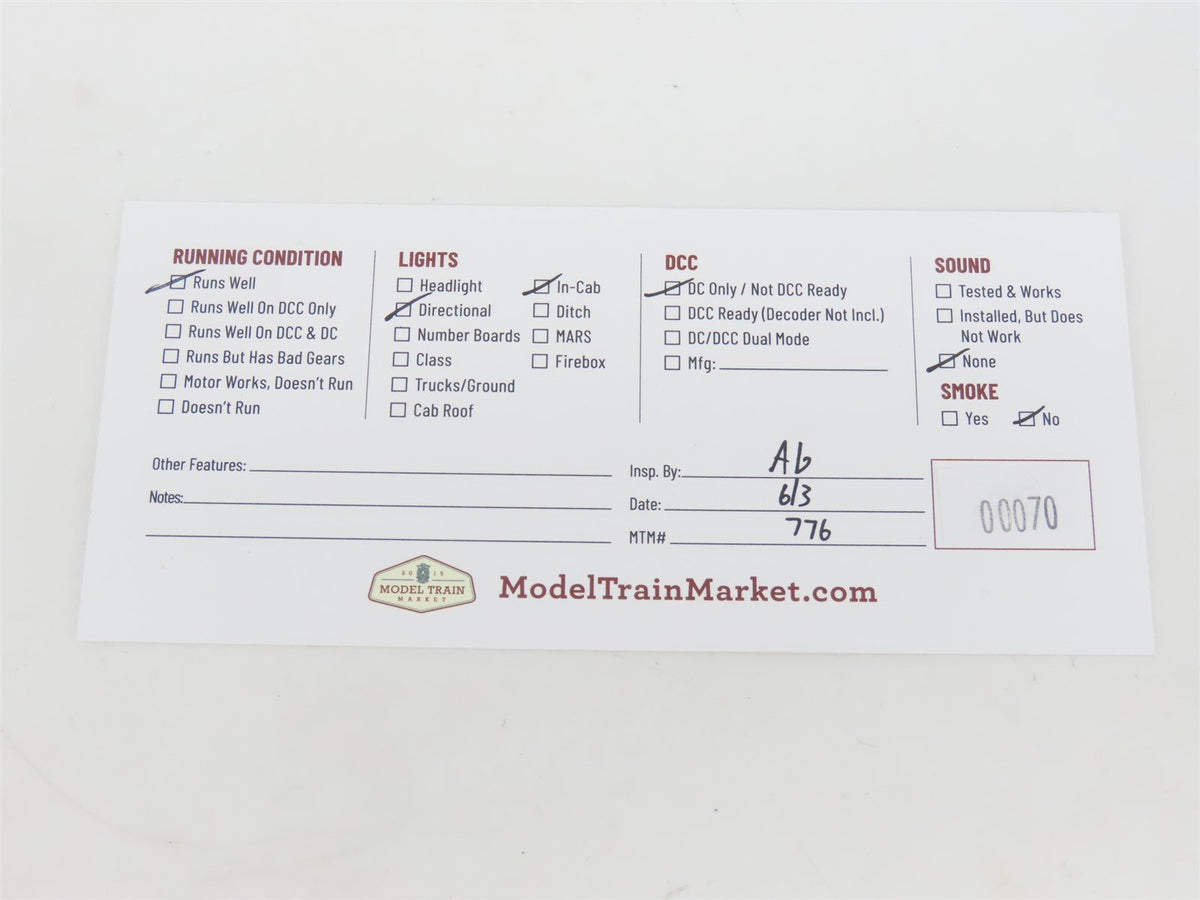 RUNNING CONDITION
Runs Well
Runs Well On DCC Only
Runs Well On DCC & DC
Runs But Has Bad Gears
Motor Works, Doesn't Run
Doesn't Run
LIGHTS
Headlight
Directional
Number Boards
Class
Trucks/Ground
Cab Roof
In-Cab
Ditch
MARS
Firebox
DCC
DC Only / Not DCC Ready
DCC Ready (Decoder Not Incl.)
DC/DCC Dual Mode
Mfg:
SOUND
Tested & Works
Installed, But Does
Not Work
None
SMOKE
Yes No
Other Features:
Notes:
Insp. By: Ab
Date: 6/3
MTM# 776
00070
2015
MODEL TRAIN
MARKET
ModelTrainMarket.com